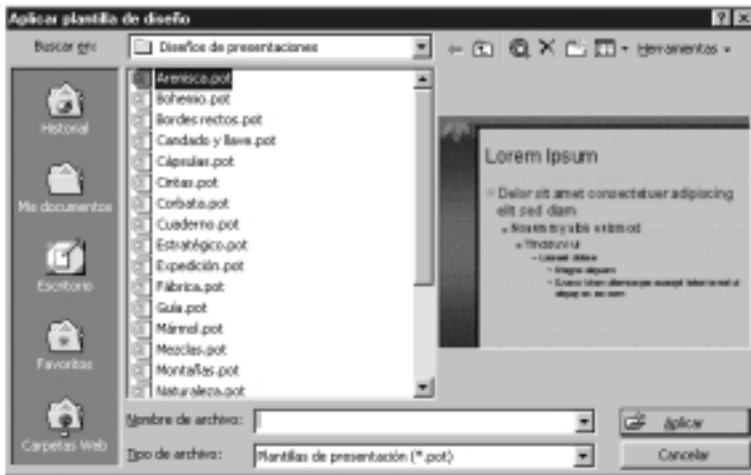 Aplicar plantilla de diseño
Buscar en: Diseños de presentaciones Herramientas
Historial
Mis documentos
Escritorio
Favoritos
Carpetas Web
Arenisca.pot
Bohemio.pot
Bordes rectos.pot
Candado y llave.pot
Cápsulas.pot
Cintas.pot
Corbata.pot
Cuaderno.pot
Estratégico.pot
Expedición.pot
Fábrica.pot
Guía.pot
Mármol.pot
Mezclas.pot
Montañas.pot
Naturaleza.pot
Lorem Ipsum
Delor sit amet consectetuer adipiscing
elit sed diam
Nombre de archivo: Aplicar
Tipo de archivo: Plantillas de presentación (*.pot) Cancelar